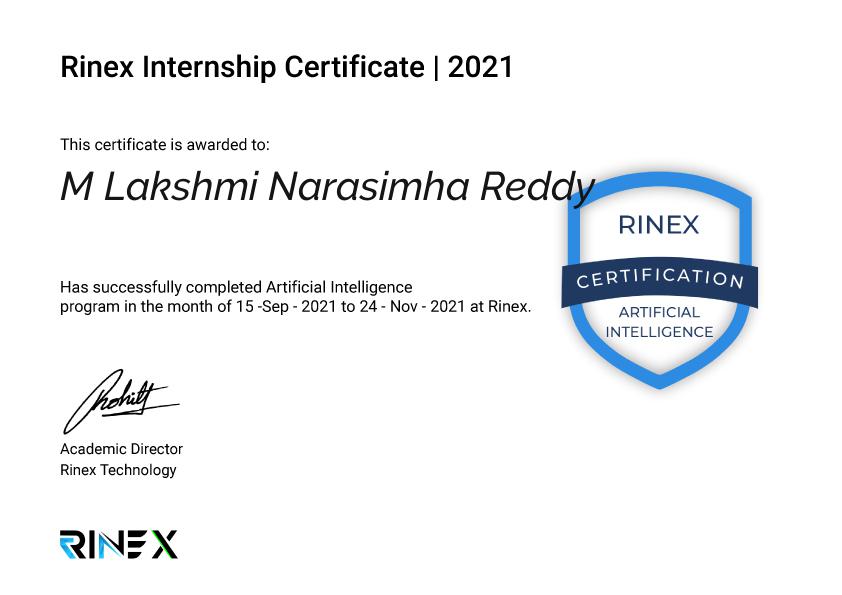 Rinex Internship Certificate | 2021
This certificate is awarded to:
M Lakshmi Narasimha Reddy
RINEX
CERTIFICATION
ARTIFICIAL
INTELLIGENCE
Has successfully completed Artificial Intelligence
program in the month of 15 -Sep - 2021 to 24 - Nov - 2021 at Rinex.
Academic Director
Rinex Technology
RINEX